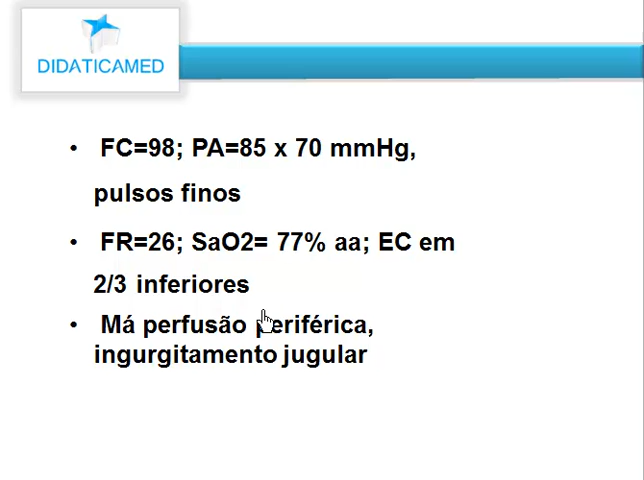 DIDATICAMED
• FC=98; PA=85 x 70 mmHg,
pulsos finos
• FR=26; SaO2= 77% aa; EC em
2/3 inferiores
• Má perfusão periférica,
ingurgitamento jugular